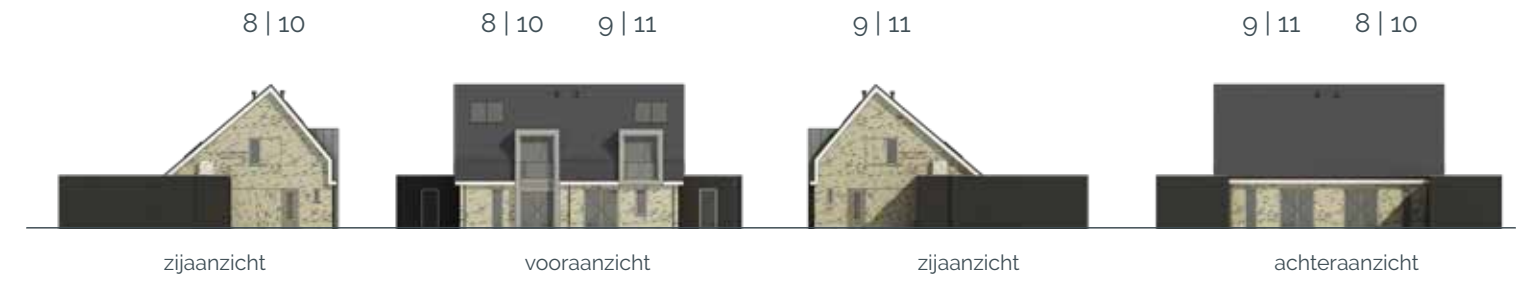 8 | 10 8 | 10 9 | 11 9 | 11 9 | 11 8 | 10
zijaanzicht vooraanzicht zijaanzicht achteraanzicht